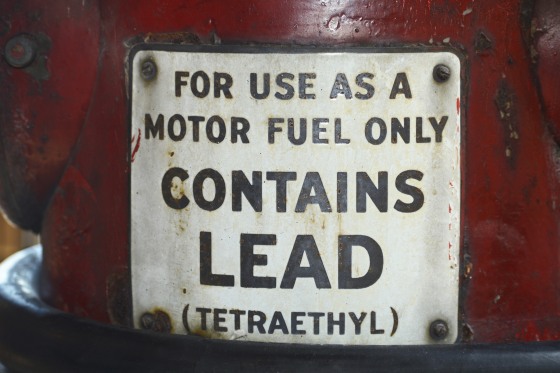 FOR USE AS A
MOTOR FUEL ONLY
CONTAINS
LEAD
(TETRAETHYL)